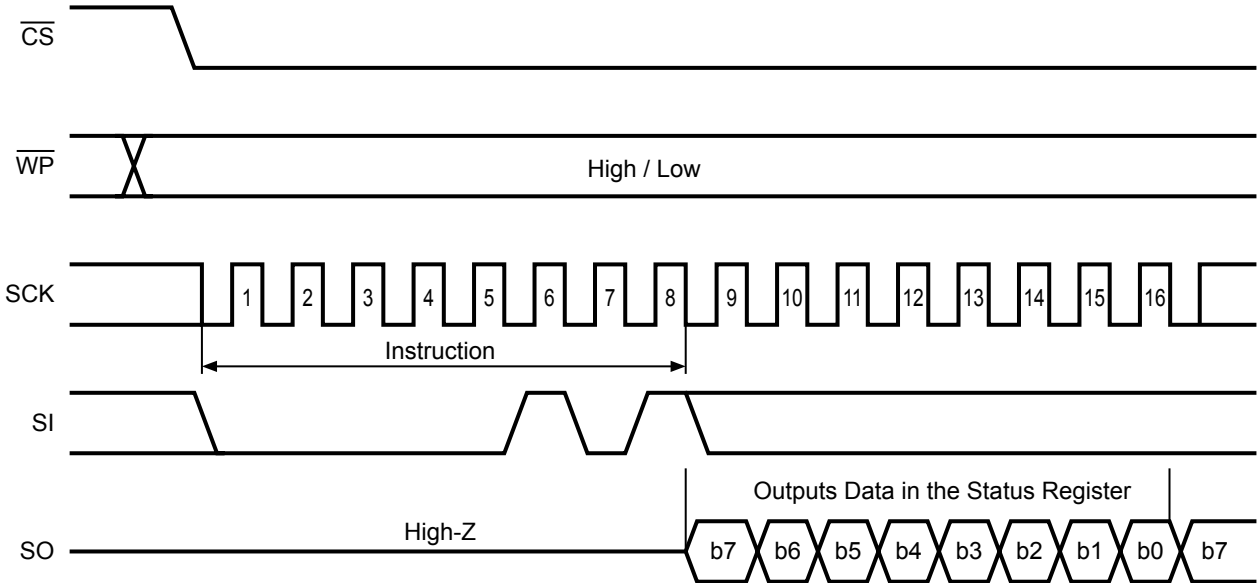 CS
WP
High / Low
SCK
1 2 3 4 5 6 7 8 9 10 11 12 13 14 15 16
Instruction
SI
Outputs Data in the Status Register
High-Z
SO
b7 b6 b5 b4 b3 b2 b1 b0 b7